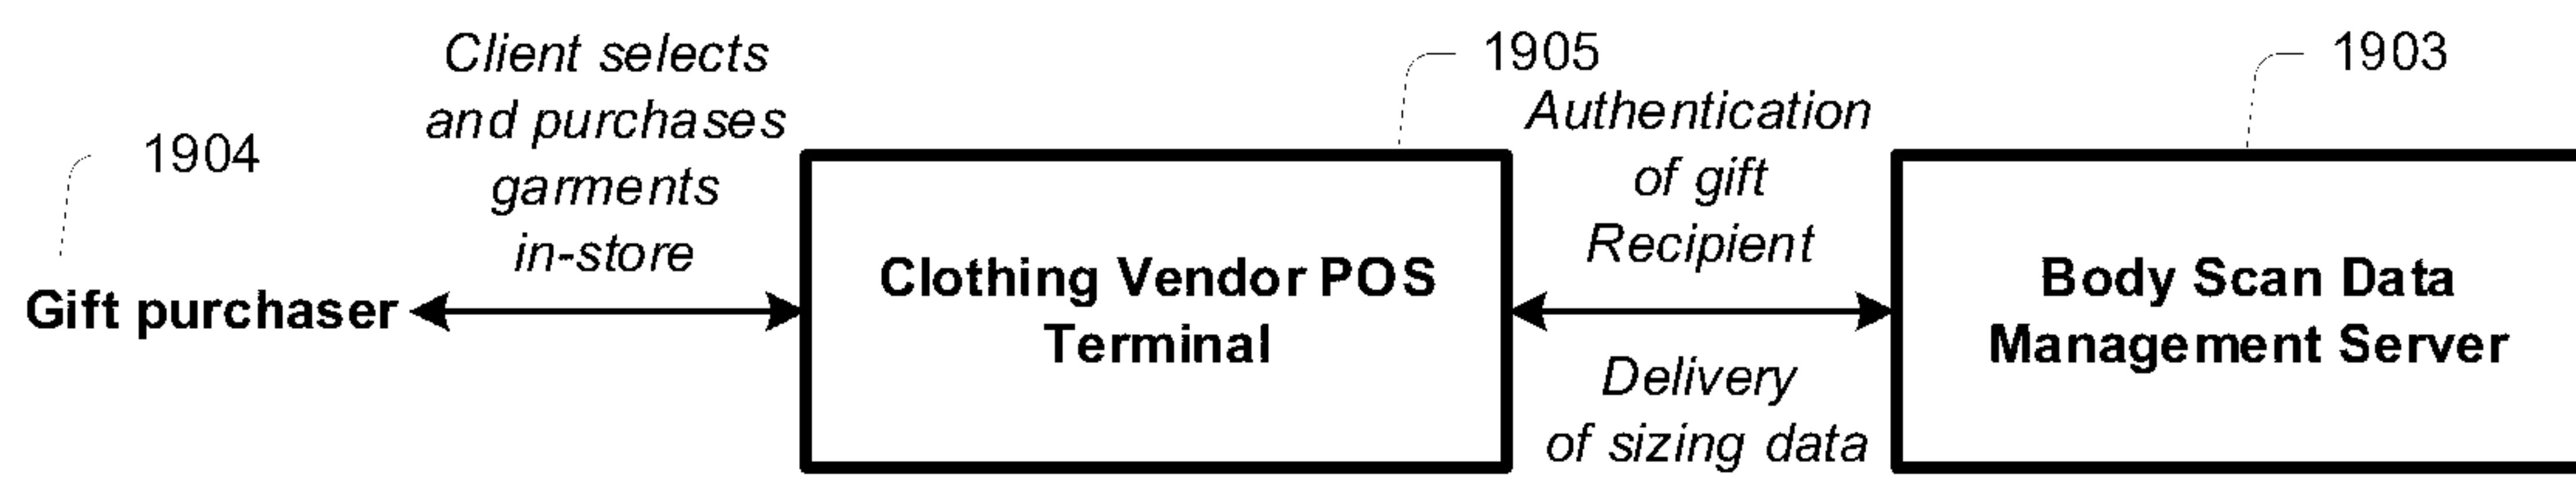 1904
Client selects
and purchases
garments
in-store
Gift purchaser
1905
Clothing Vendor POS
Terminal
Authentication
of gift
Recipient
Delivery
of sizing data
1903
Body Scan Data
Management Server